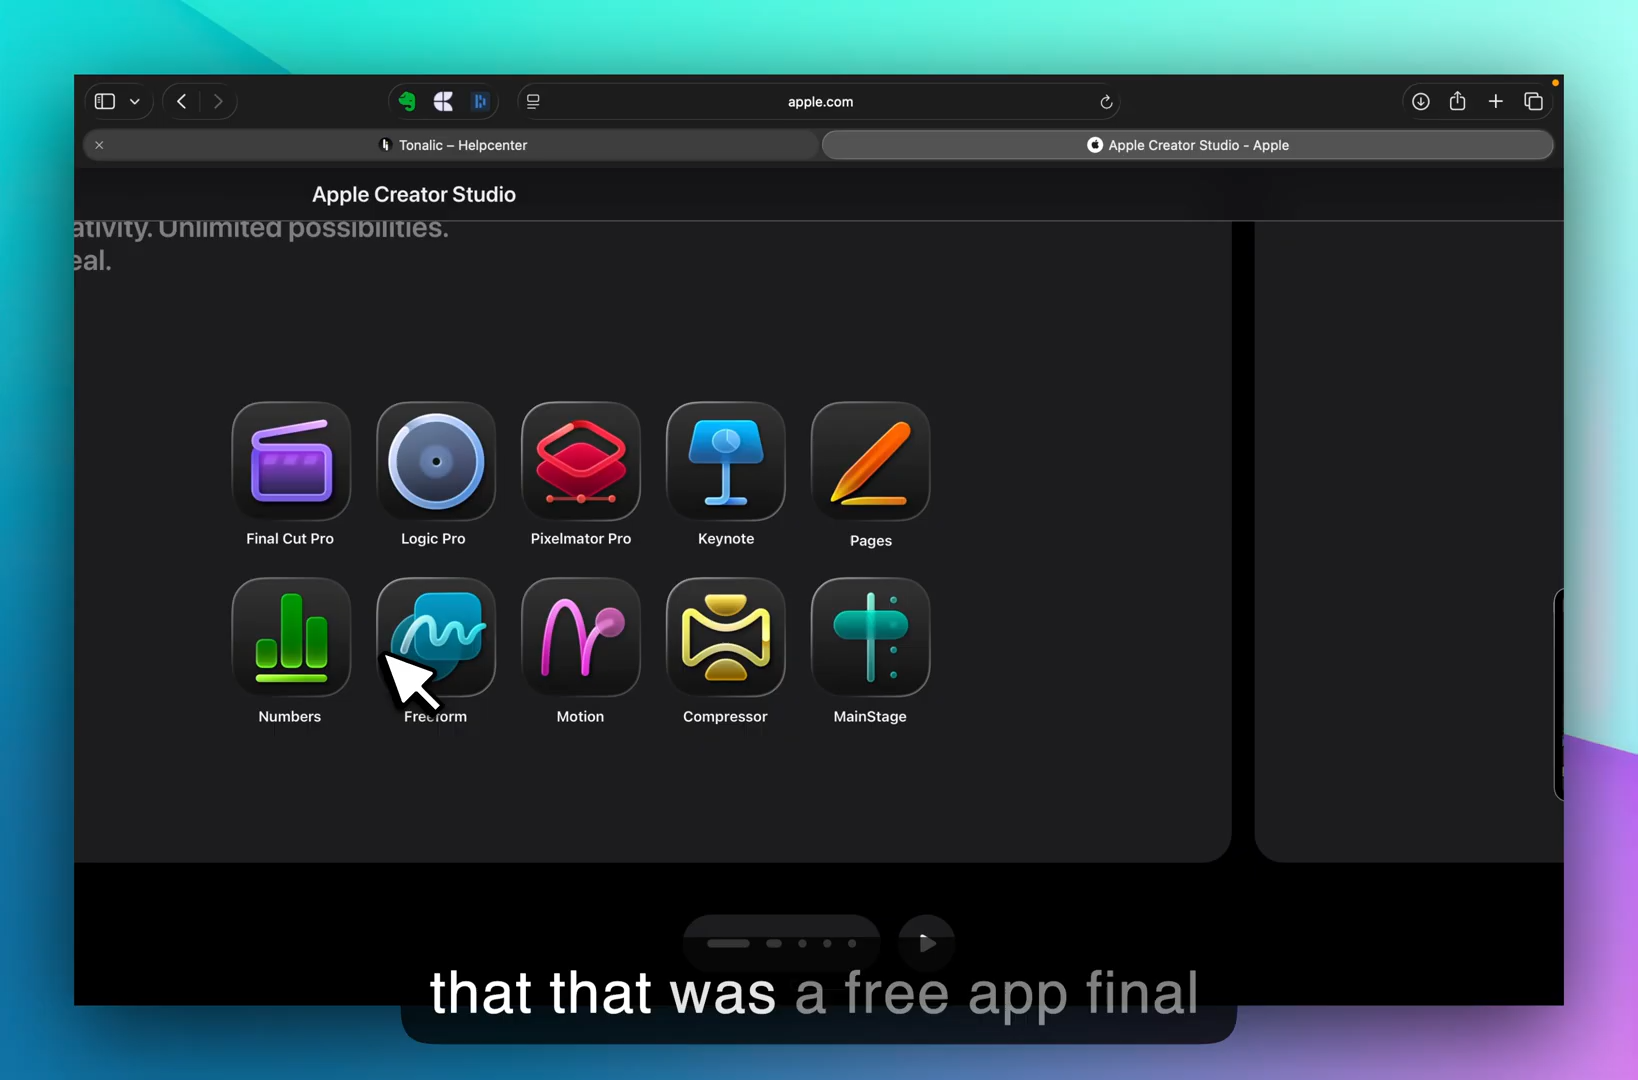 apple.com
Tonalic – Helpcenter
Apple Creator Studio - Apple
Apple Creator Studio
ativity. Unlimited possibilities.
eal.
Final Cut Pro
Logic Pro
Pixelmator Pro
Keynote
Pages
Numbers
Freeform
Motion
Compressor
MainStage
that that was a free app final